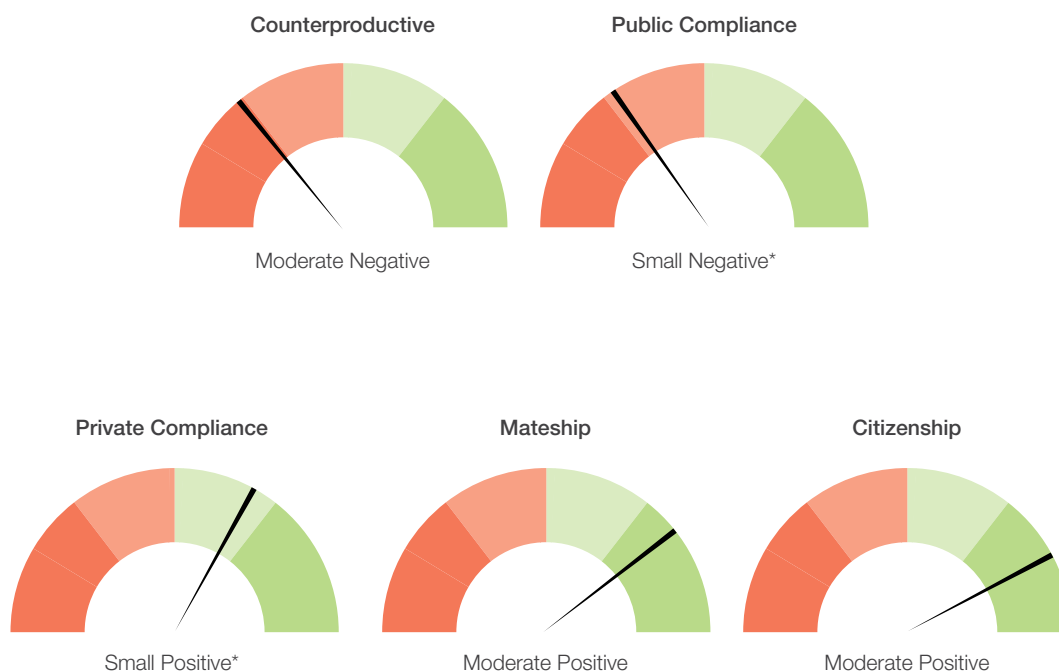 Counterproductive
Public Compliance
Moderate Negative
Small Negative*
Private Compliance
Mateship
Citizenship
Small Positive*
Moderate Positive
Moderate Positive